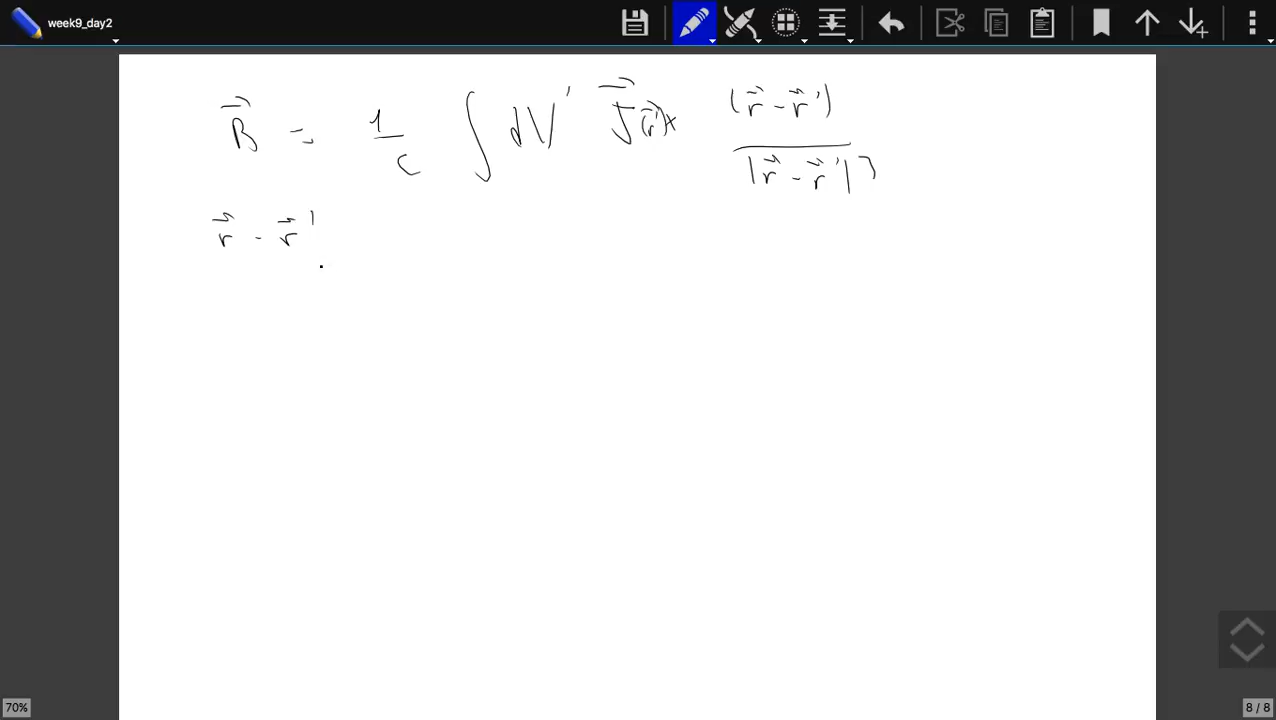 week9_day2
B⃗ = 1/c ∫ dV' J⃗(r⃗')× (r⃗ - r⃗')/|r⃗ - r⃗'|3
r⃗ - r⃗'
70%
8 / 8